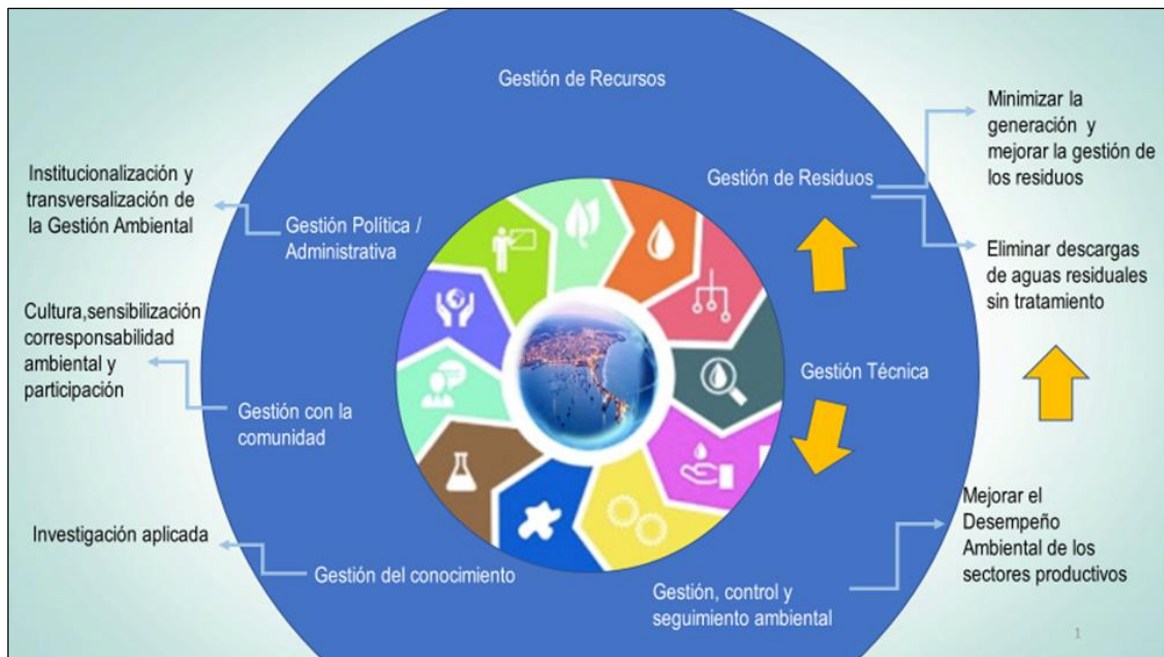 Gestión de Recursos
Institucionalización y
transversalización de
la Gestión Ambiental
Gestión Política /
Administrativa
Cultura,sensibilización
corresponsabilidad
ambiental y
participación
Gestión con la
comunidad
Investigación aplicada
Gestión del conocimiento
Gestión de Residuos
Minimizar la
generación y
mejorar la gestión de
los residuos
Eliminar descargas
de aguas residuales
sin tratamiento
Gestión Técnica
Mejorar el
Desempeño
Ambiental de los
sectores productivos
Gestión, control y
seguimiento ambiental
1